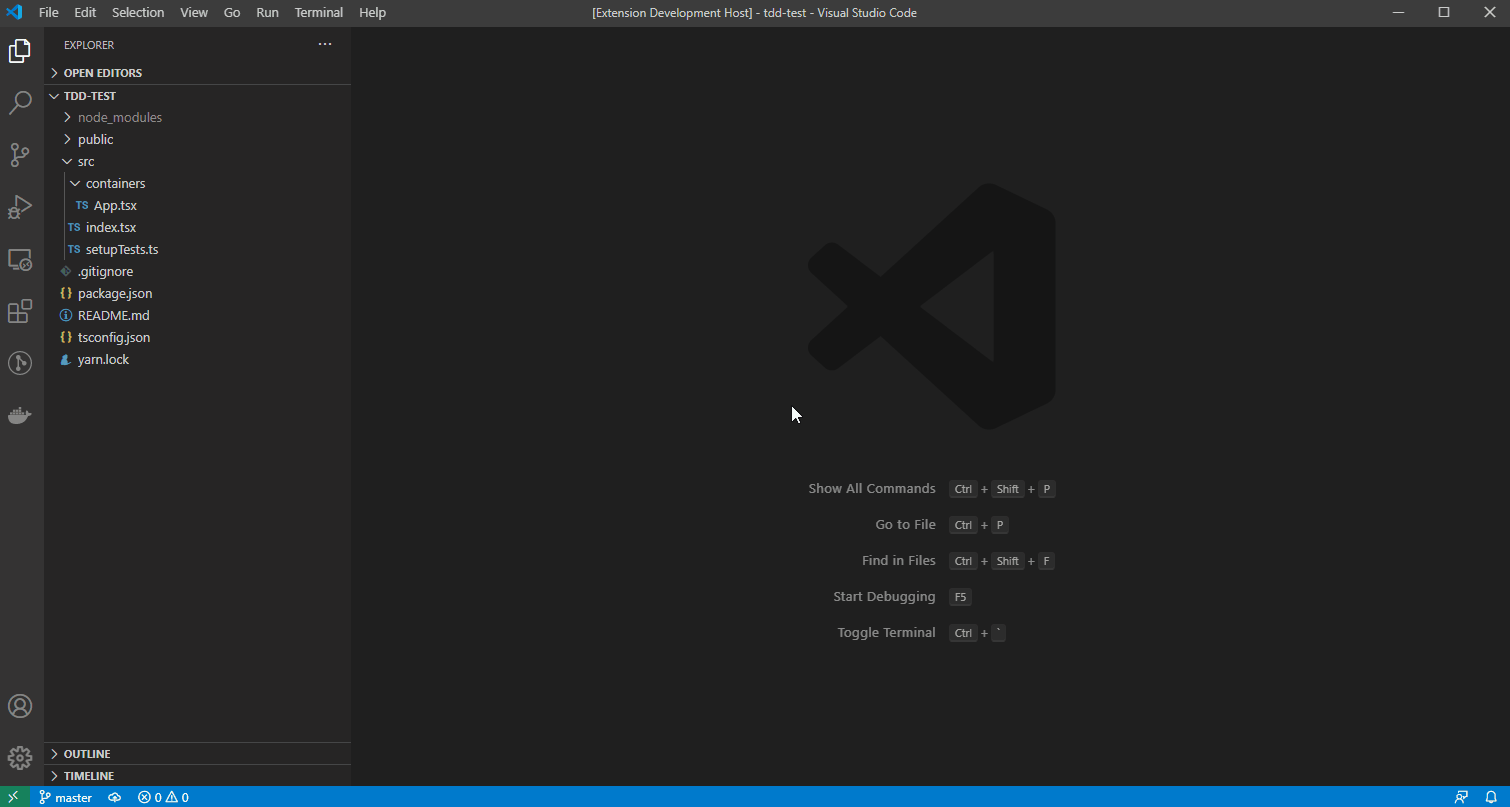 File Edit Selection View Go Run Terminal Help [Extension Development Host] - tdd-test - Visual Studio Code
EXPLORER
OPEN EDITORS
TDD-TEST
node_modules
public
src
containers
TS App.tsx
TS index.tsx
TS setupTests.ts
.gitignore
{} package.json
README.md
{} tsconfig.json
yarn.lock
Show All Commands Ctrl + Shift + P
Go to File Ctrl + P
Find in Files Ctrl + Shift + F
Start Debugging F5
Toggle Terminal Ctrl + `
OUTLINE
TIMELINE
master 0 0